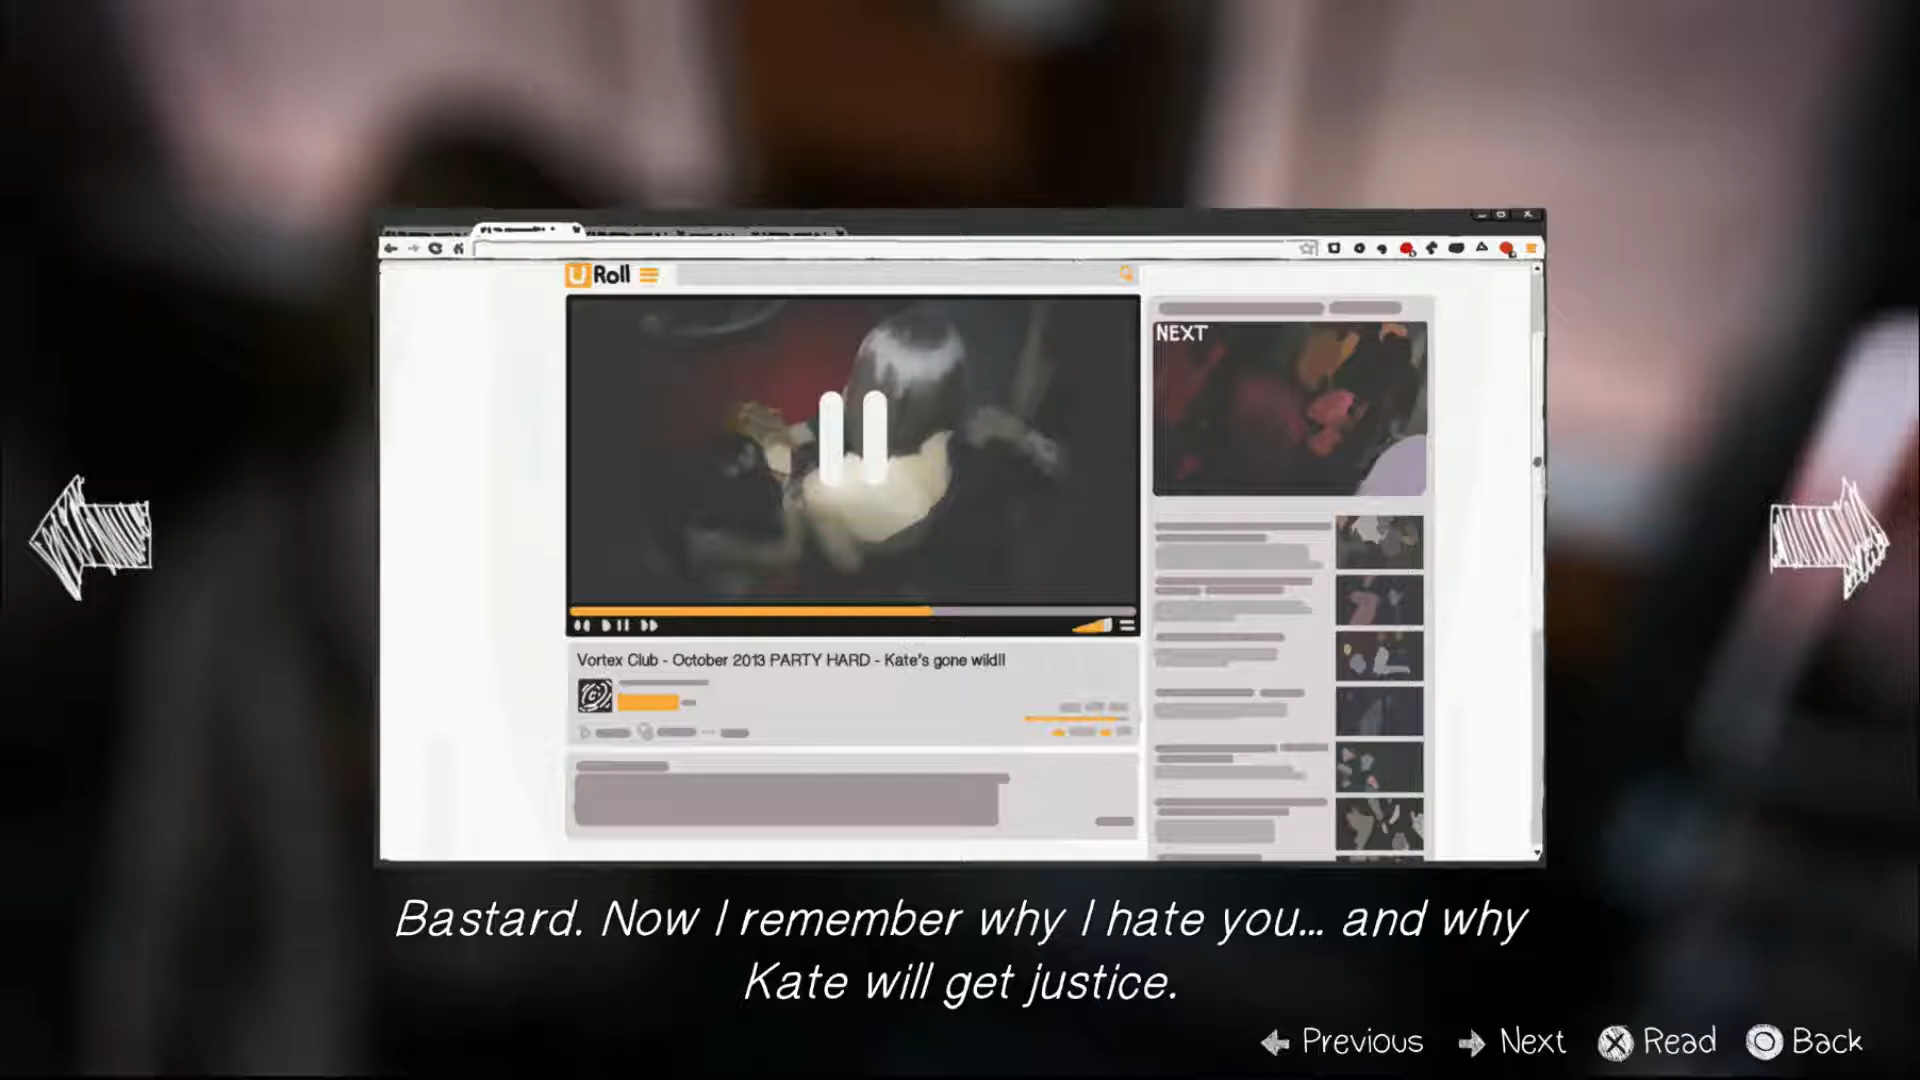 U Roll
NEXT
Vortex Club - October 2013 PARTY HARD - Kate's gone wild!!
Bastard. Now I remember why I hate you... and why
Kate will get justice.
Previous Next Read Back